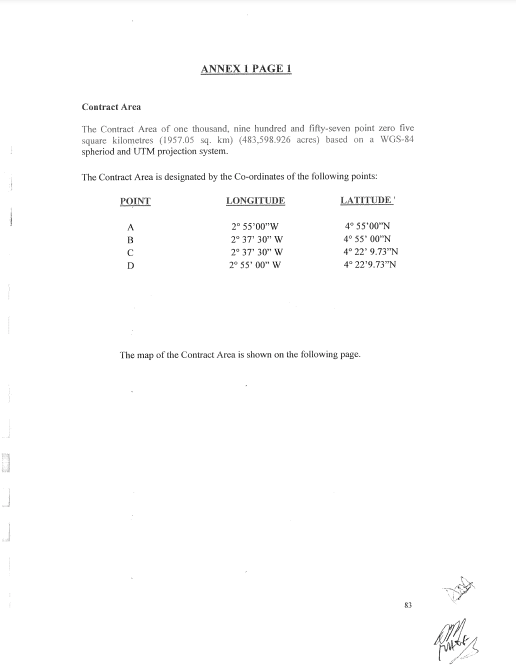 ANNEX 1 PAGE 1
Contract Area
The Contract Area of one thousand, nine hundred and fifty-seven point zero five
square kilometres (1957.05 sq. km) (483,598.926 acres) based on a WGS-84
spheriod and UTM projection system.
The Contract Area is designated by the Co-ordinates of the following points:
POINT LONGITUDE LATITUDE
A 2° 55'00"W 4° 55'00"N
B 2° 37' 30" W 4° 55' 00"N
C 2° 37' 30" W 4° 22' 9.73"N
D 2° 55' 00" W 4° 22'9.73"N
The map of the Contract Area is shown on the following page.
83